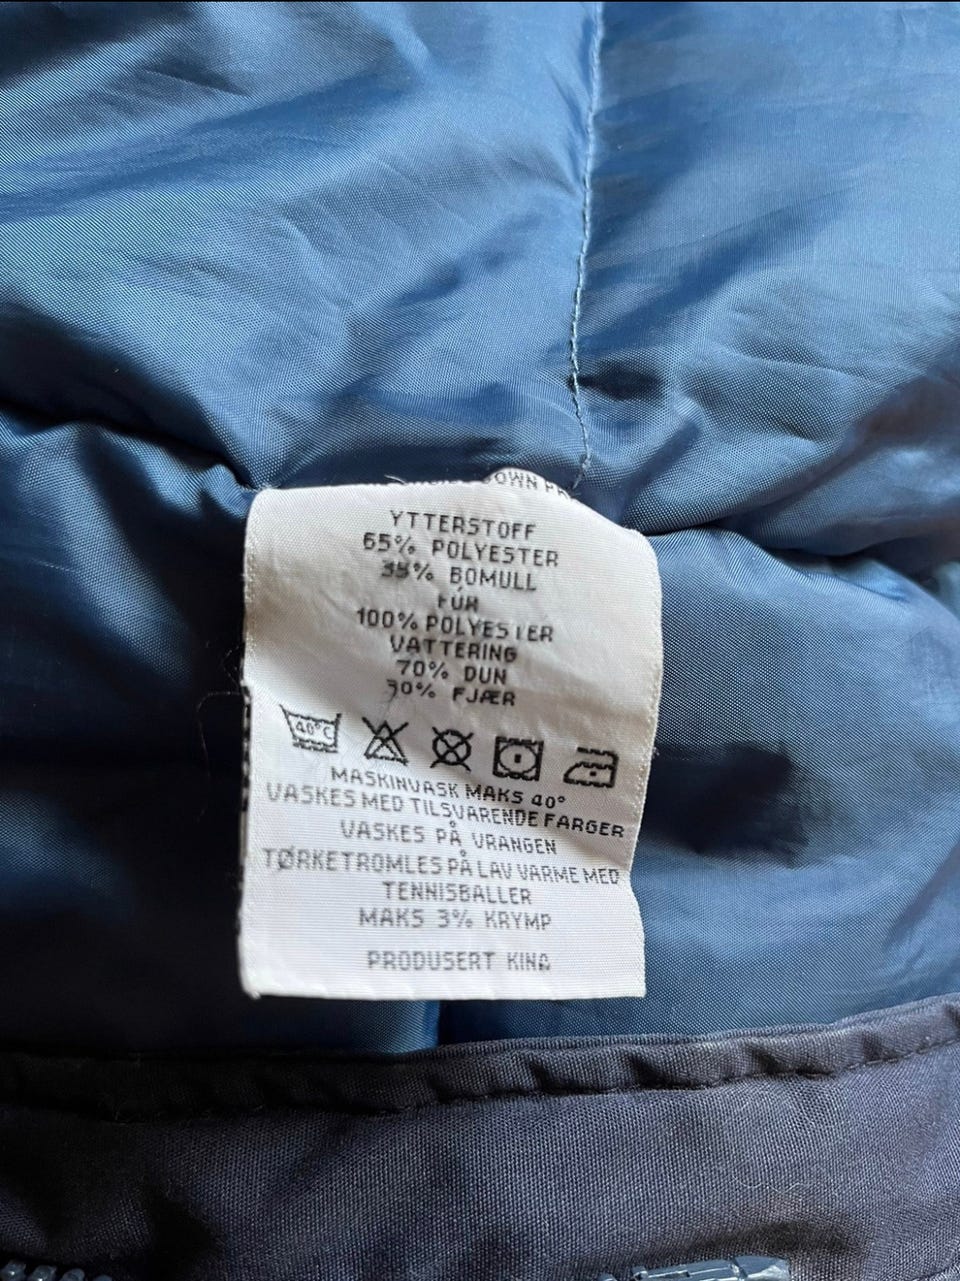 OWN
YTTERSTOFF
65% POLYESTER
35% BOMULL
FÔR
100% POLYESTER
VATTERING
70% DUN
30% FJÆR
40°C
MASKINVASK MAKS 40°
VASKES MED TILSVARENDE FARGER
VASKES PÅ VRANGEN
TØRKETROMLES PÅ LAV VARME MED
TENNISBALLER
MAKS 3% KRYMP
PRODUSERT KINA